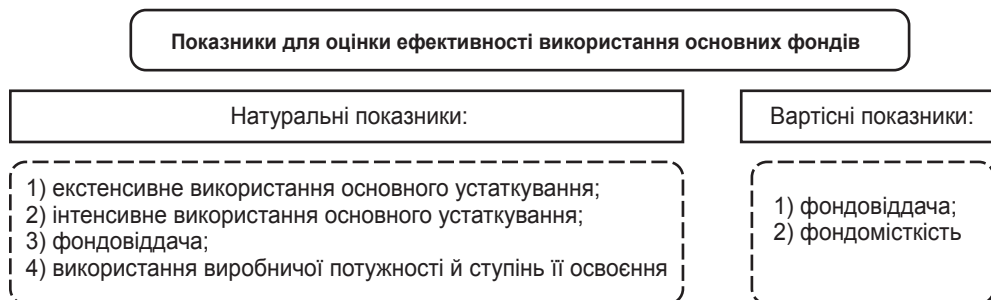 Показники для оцінки ефективності використання основних фондів
Натуральні показники:
1) екстенсивне використання основного устаткування;
2) інтенсивне використання основного устаткування;
3) фондовіддача;
4) використання виробничої потужності й ступінь її освоєння
Вартісні показники:
1) фондовіддача;
2) фондомісткість